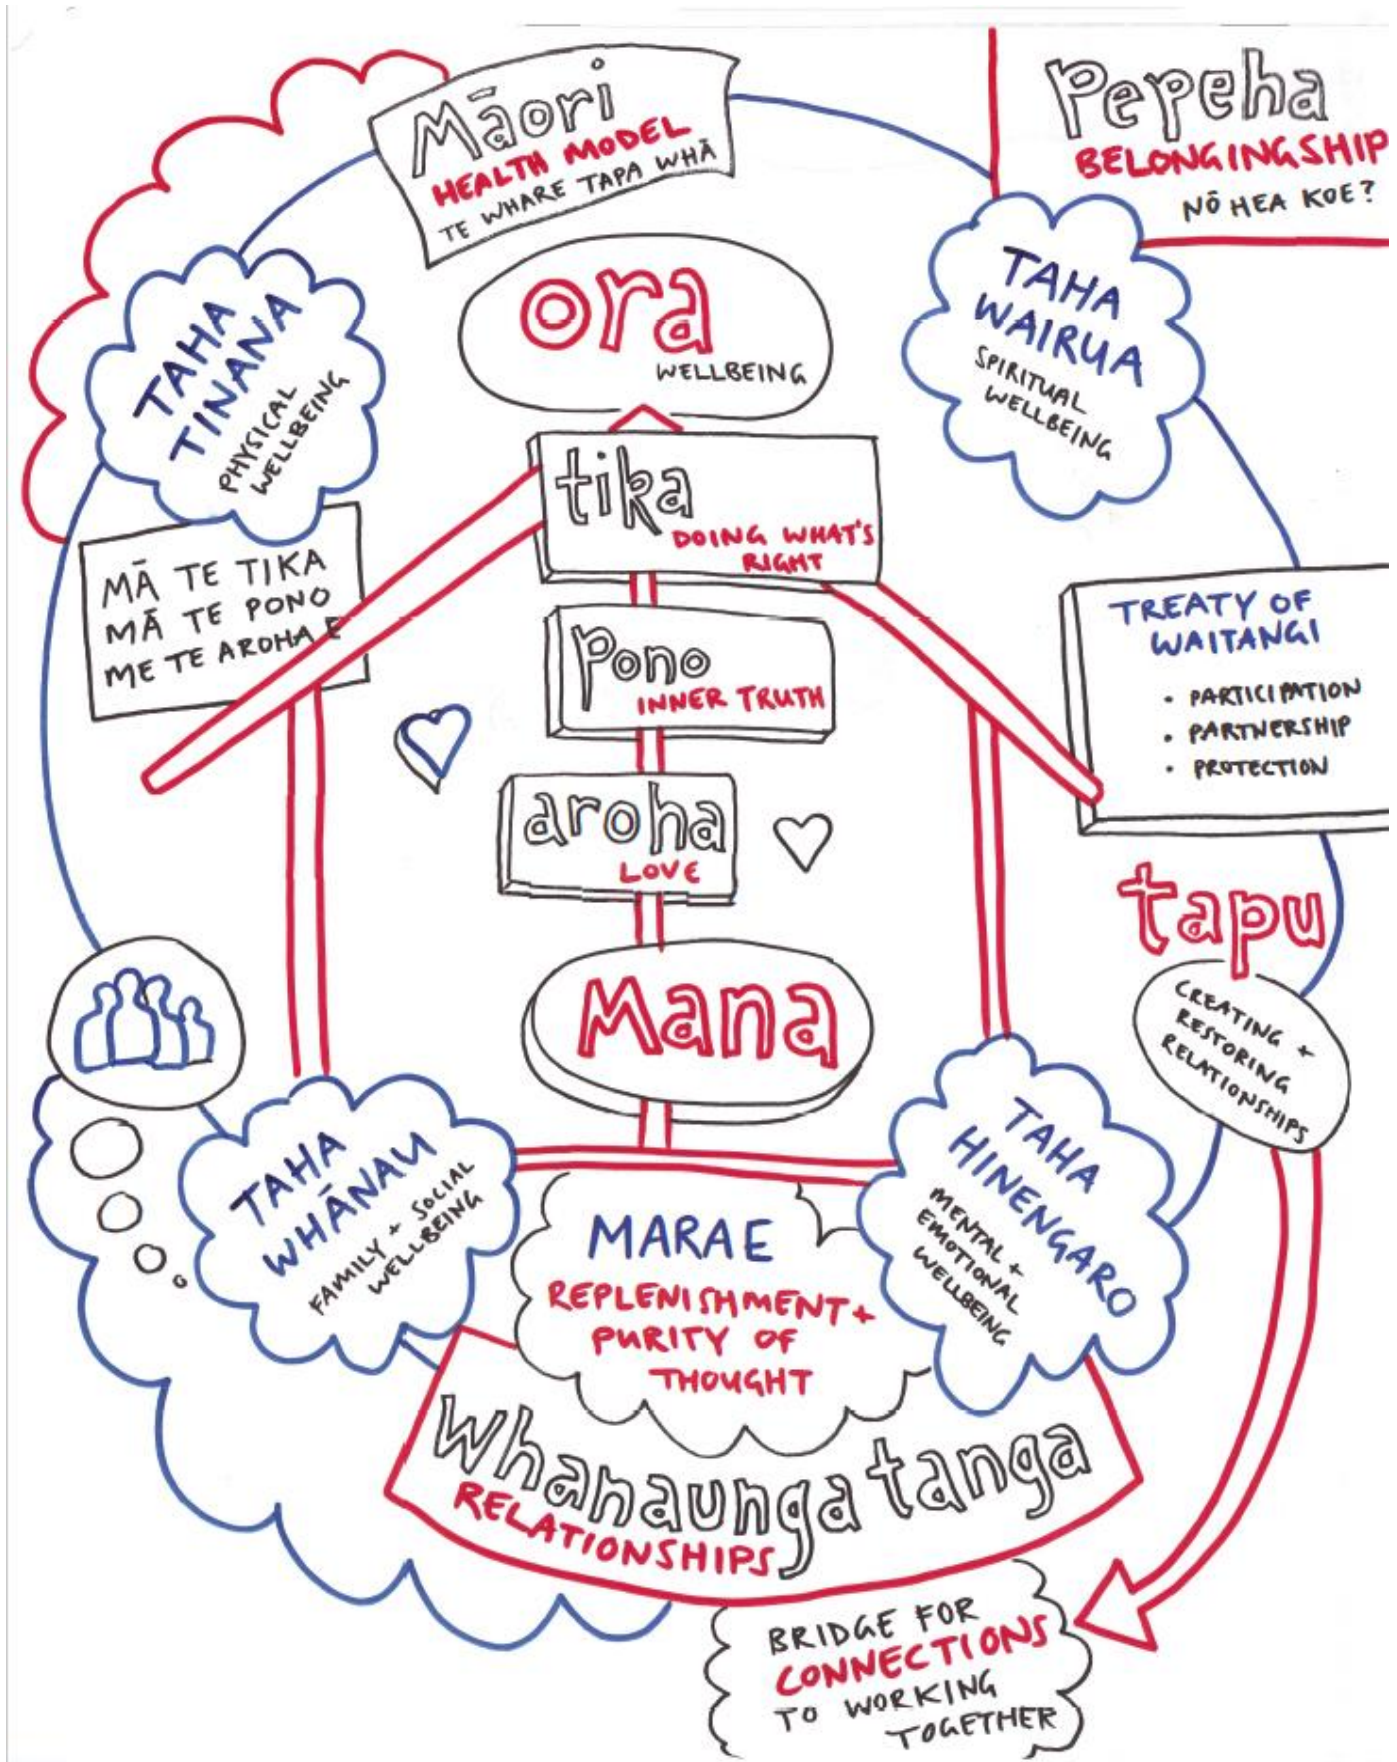 Māori
HEALTH MODEL
TE WHARE TAPA WHĀ
Pepeha
BELONGINGSHIP
NŌ HEA KOE?
ora
WELLBEING
TAHA
TINANA
PHYSICAL
WELLBEING
TAHA
WAIRUA
SPIRITUAL
WELLBEING
tika
DOING WHAT'S
RIGHT
MĀ TE TIKA
MĀ TE PONO
ME TE AROHA E
Pono
INNER TRUTH
TREATY OF
WAITANGI
• PARTICIPATION
• PARTNERSHIP
• PROTECTION
aroha
LOVE
tapu
CREATING +
RESTORING
RELATIONSHIPS
Mana
TAHA
WHĀNAU
FAMILY + SOCIAL
WELLBEING
TAHA
HINENGARO
MENTAL +
EMOTIONAL
WELLBEING
MARAE
REPLENISHMENT +
PURITY OF
THOUGHT
Whanaungatanga
RELATIONSHIPS
BRIDGE FOR
CONNECTIONS
TO WORKING
TOGETHER